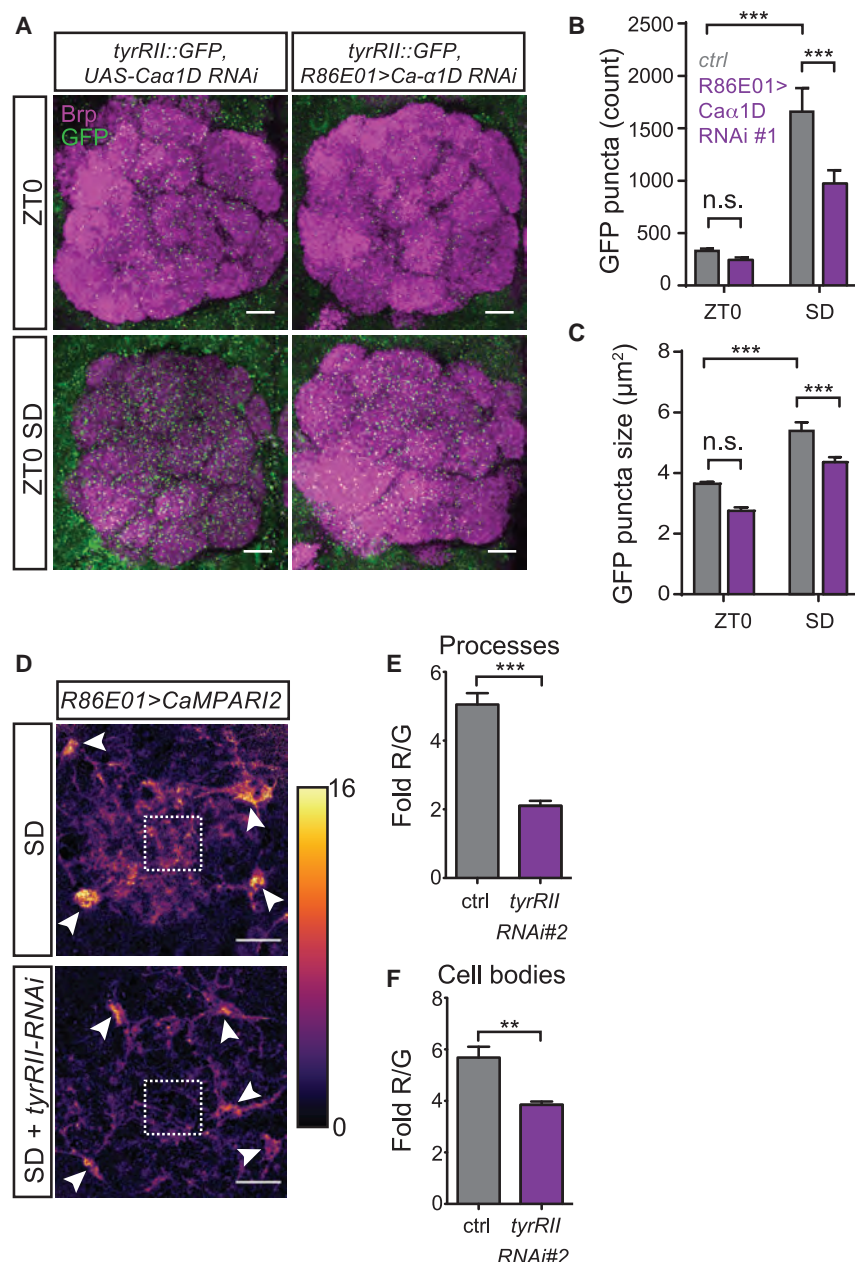 A
tyrRII::GFP,
UAS-Caα1D RNAi
tyrRII::GFP,
R86E01>Ca-α1D RNAi
ZT0
Brp
GFP
ZT0 SD
B
GFP puncta (count)
2500
2000
1500
1000
500
0
ctrl
R86E01>
Caα1D
RNAi #1
***
***
n.s.
ZT0
SD
C
GFP puncta size (µm²)
8
6
4
2
0
***
***
n.s.
ZT0
SD
D
R86E01>CaMPARI2
SD
SD + tyrRII-RNAi
16
0
E
Processes
Fold R/G
6
4
2
0
***
ctrl
tyrRII
RNAi#2
F
Cell bodies
Fold R/G
8
6
4
2
0
**
ctrl
tyrRII
RNAi#2